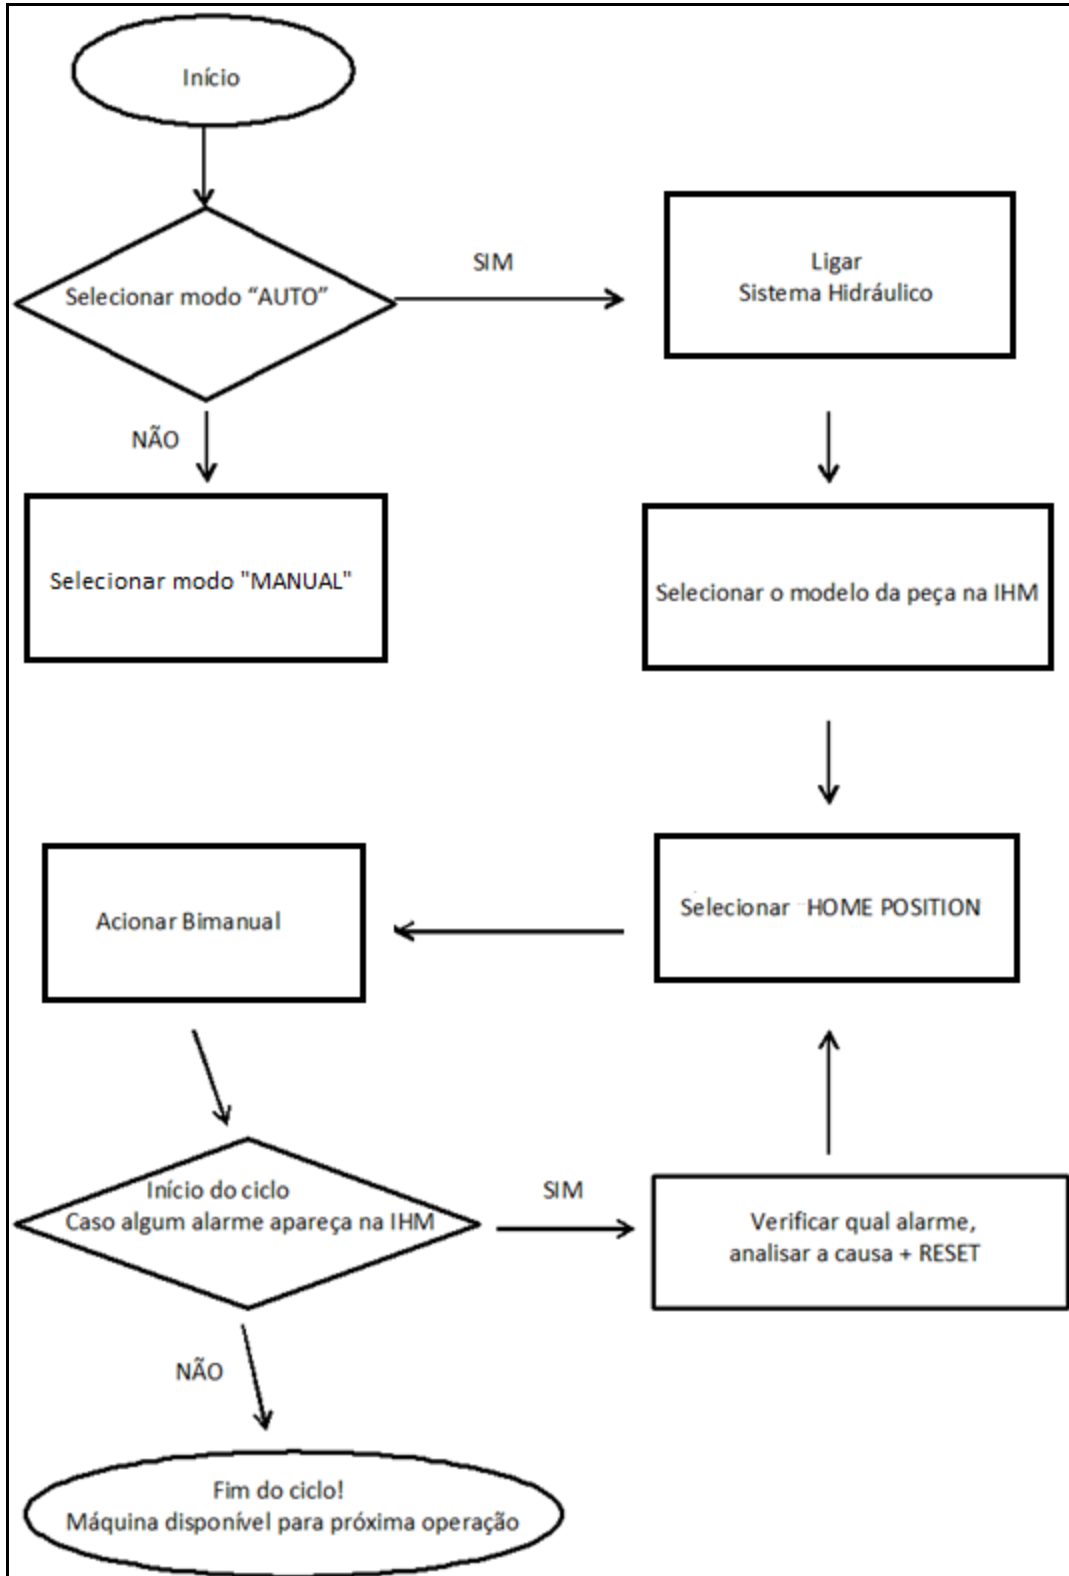 Início
Selecionar modo “AUTO”
SIM
Ligar
Sistema Hidráulico
NÃO
Selecionar modo "MANUAL"
Selecionar o modelo da peça na IHM
Selecionar HOME POSITION
Acionar Bimanual
Início do ciclo
Caso algum alarme apareça na IHM
SIM
Verificar qual alarme,
analisar a causa + RESET
NÃO
Fim do ciclo!
Máquina disponível para próxima operação